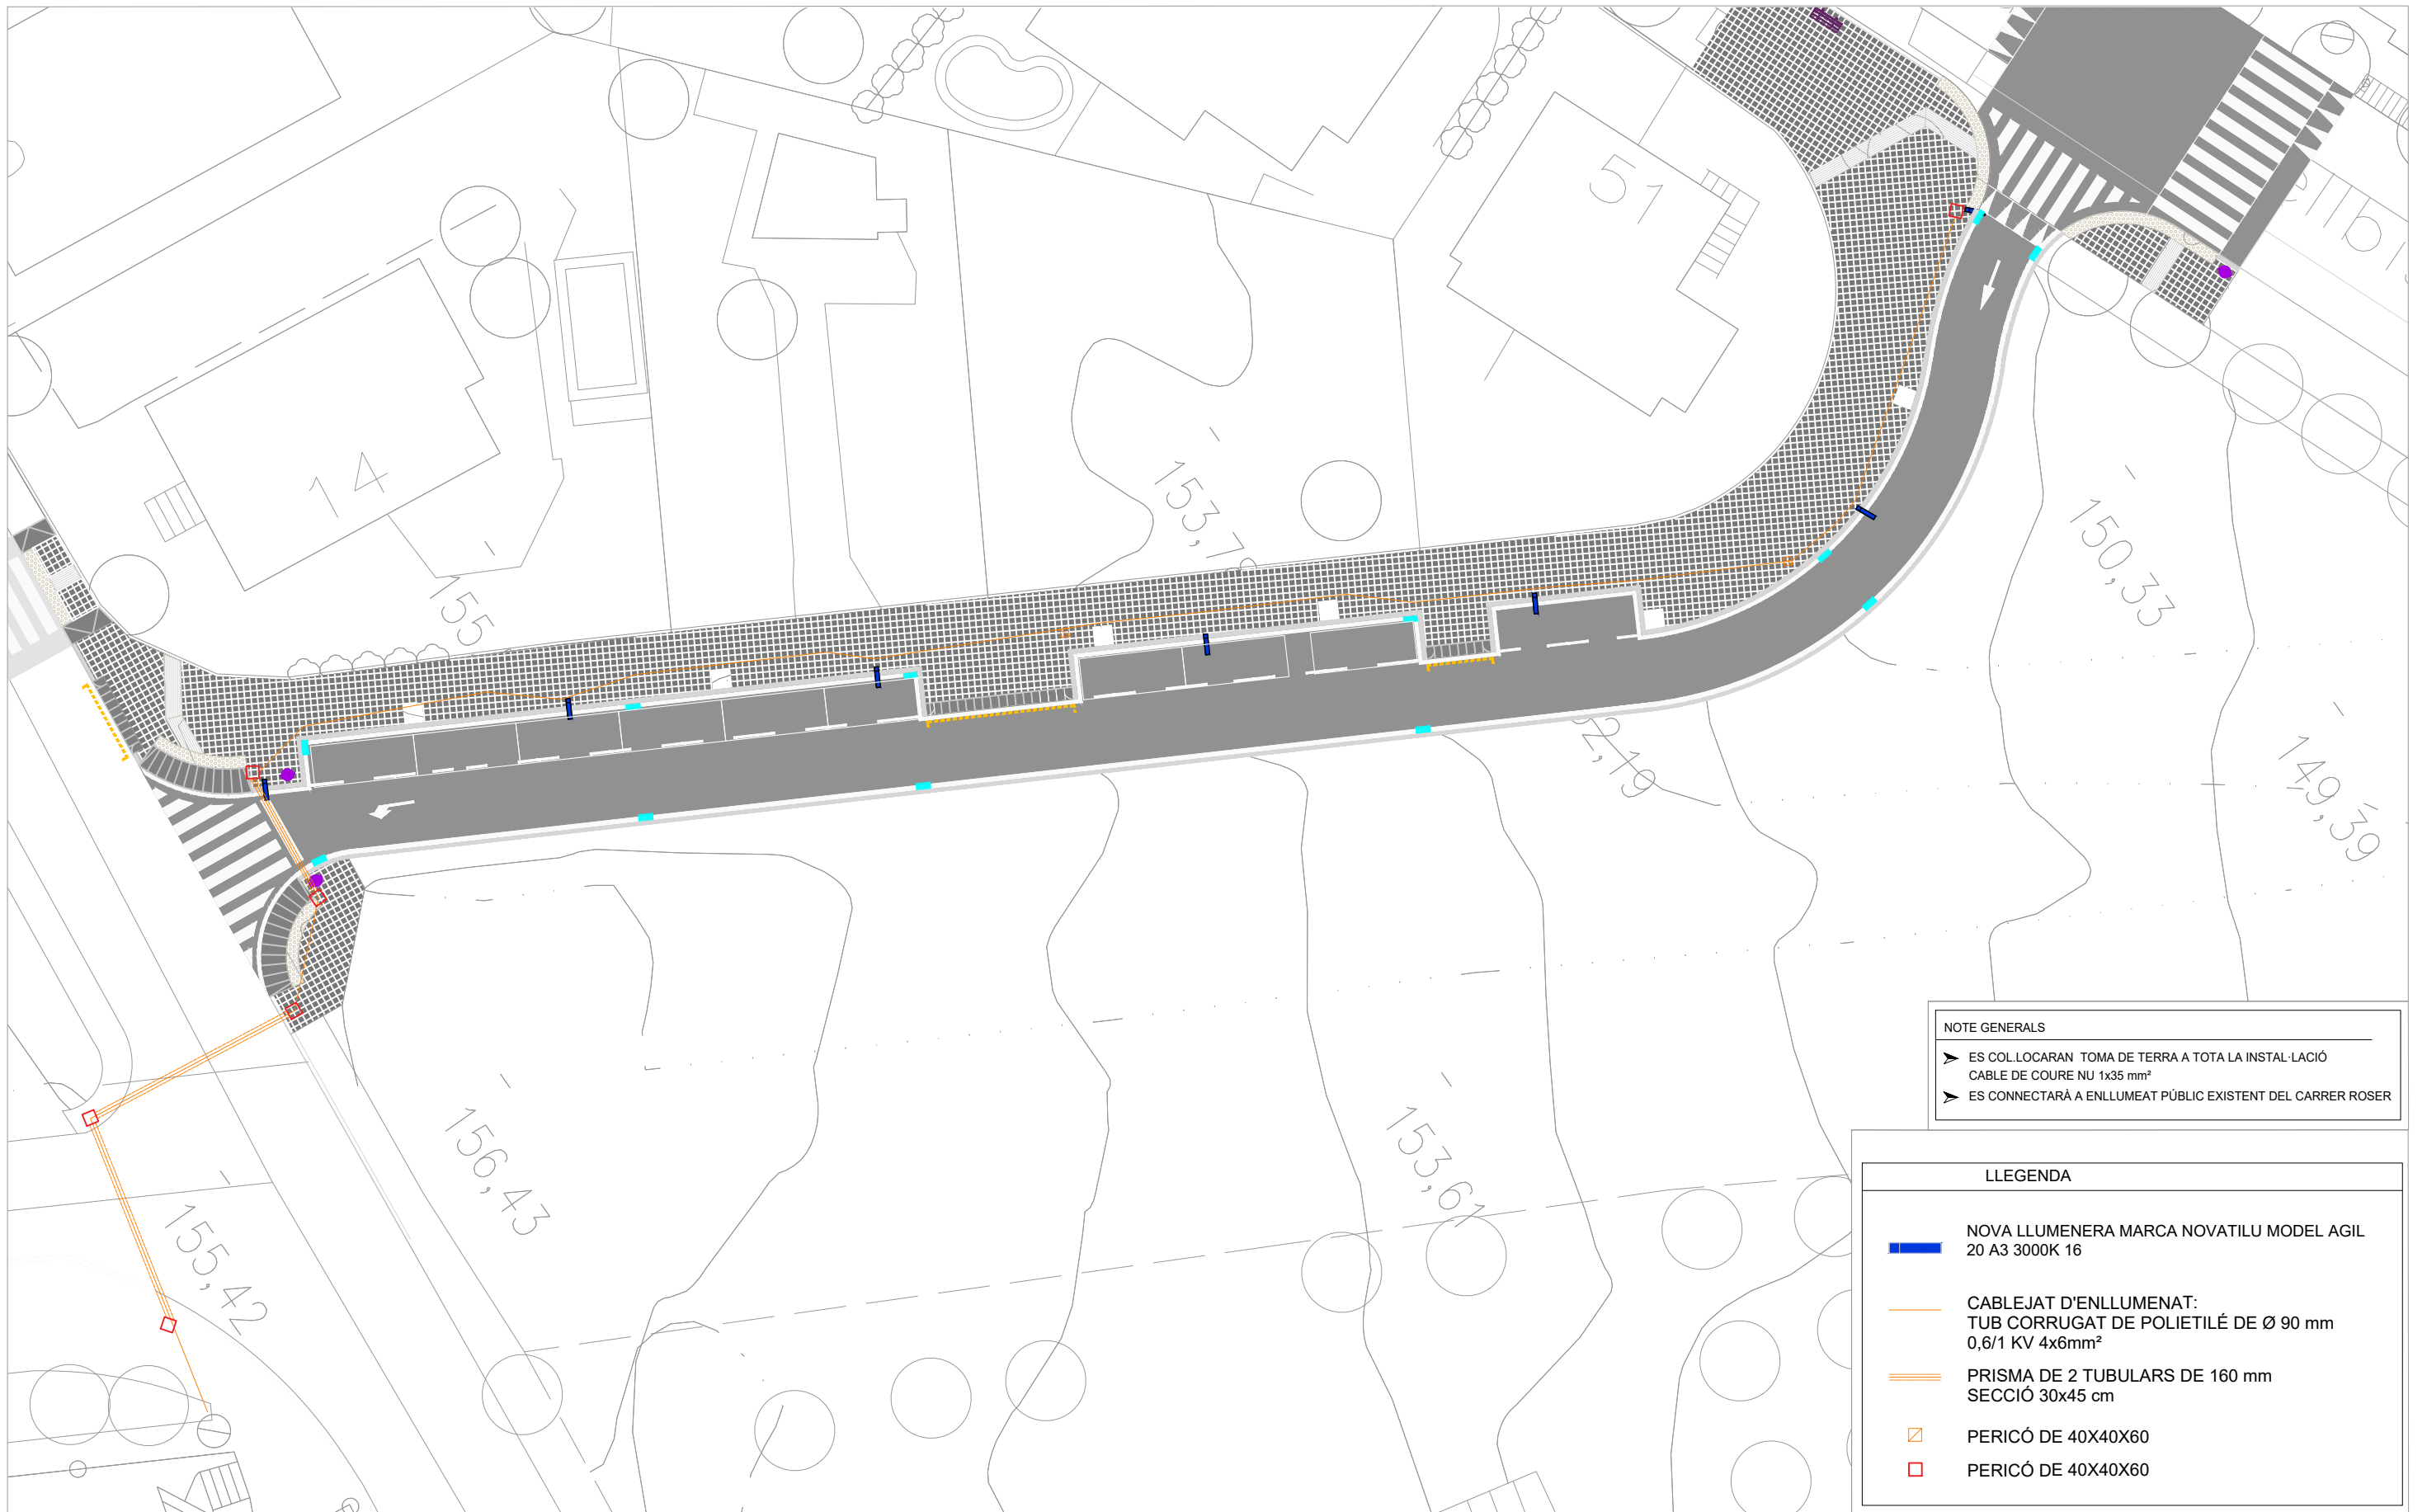 51
14
155
153,7
150,33
149,39
2,19
156,43
153,61
155,42
NOTE GENERALS
ES COL.LOCARAN TOMA DE TERRA A TOTA LA INSTAL·LACIÓ
CABLE DE COURE NU 1x35 mm²
ES CONNECTARÀ A ENLLUMEAT PÚBLIC EXISTENT DEL CARRER ROSER
LLEGENDA
NOVA LLUMENERA MARCA NOVATILU MODEL AGIL
20 A3 3000K 16
CABLEJAT D'ENLLUMENAT:
TUB CORRUGAT DE POLIETILÉ DE Ø 90 mm
0,6/1 KV 4x6mm²
PRISMA DE 2 TUBULARS DE 160 mm
SECCIÓ 30x45 cm
PERICÓ DE 40X40X60
PERICÓ DE 40X40X60